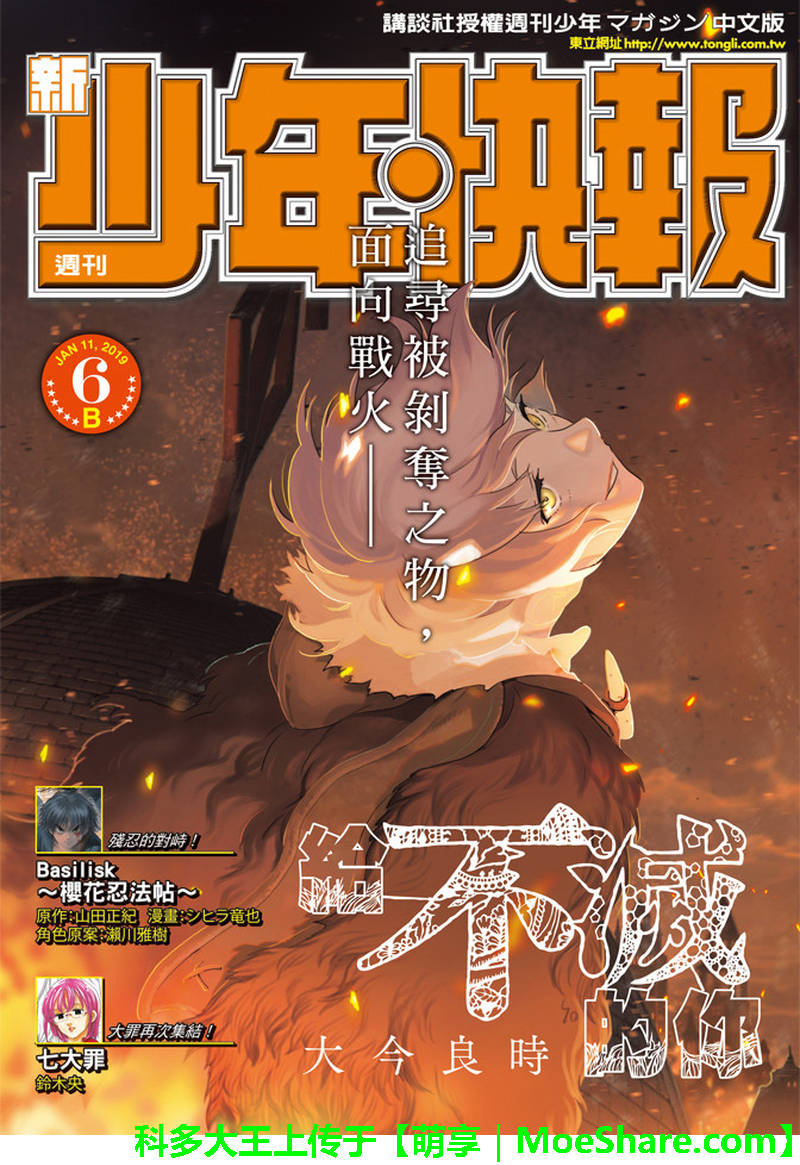 講談社授權週刊少年マガジン中文版
東立網址http://www.tongli.com.tw
新少年快報
週刊
JAN 11, 2019
6
B
追尋被剝奪之物，
面向戰火——
殘忍的對峙！
Basilisk
～櫻花忍法帖～
原作：山田正紀 漫畫：シヒラ竜也
角色原案：瀨川雅樹
大罪再次集結！
七大罪
鈴木央
給不滅
的你
大今良時
科多大王上传于【萌享｜MoeShare.com】